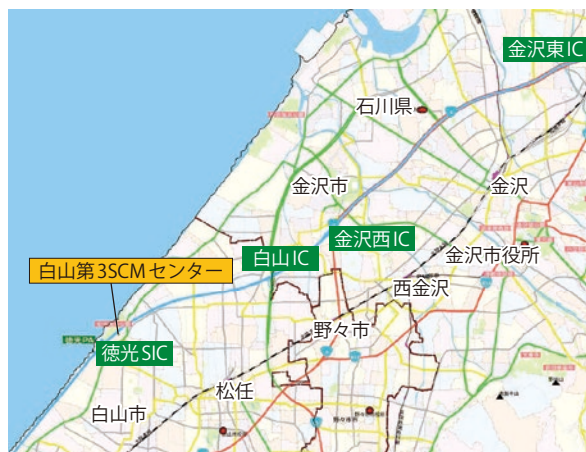 金沢東IC
石川県
金沢市
金沢
金沢西IC
金沢市役所
白山IC
白山第3SCMセンター
西金沢
野々市
徳光SIC
松任
白山市